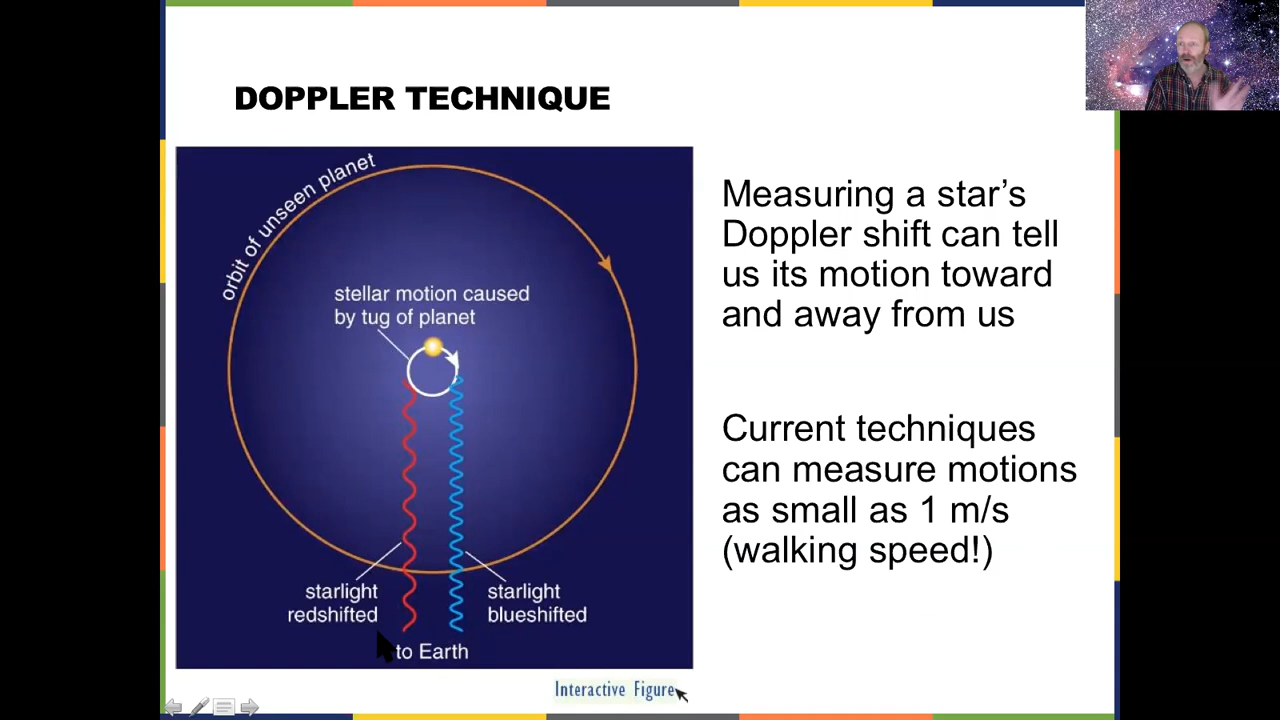 DOPPLER TECHNIQUE
orbit of unseen planet
stellar motion caused
by tug of planet
starlight
redshifted
starlight
blueshifted
to Earth
Interactive Figure
Measuring a star’s
Doppler shift can tell
us its motion toward
and away from us
Current techniques
can measure motions
as small as 1 m/s
(walking speed!)